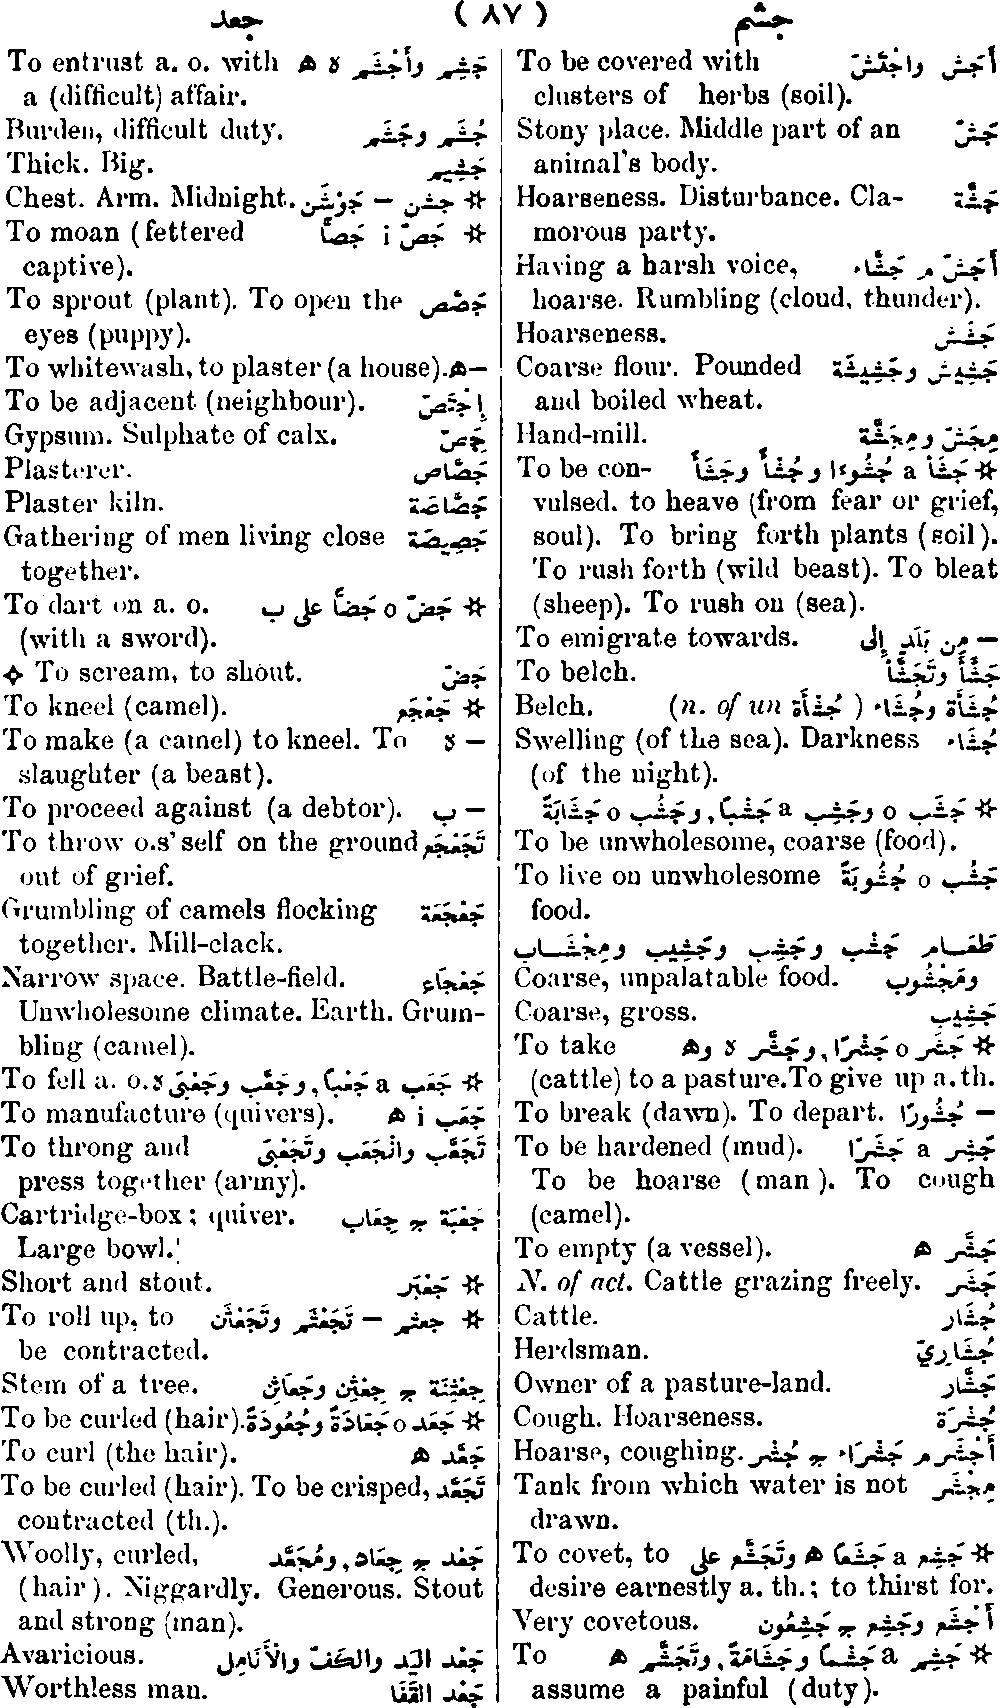 جعد ( ٨٧ ) جشم
To be covered with أَجَشَّ واجْتَشَّ
clusters of herbs (soil).
Stony place. Middle part of an جَشّ
animal's body.
Hoarseness. Disturbance. Cla- جَشَّة
morous party.
Having a harsh voice, أَجَشّ م جَشَّاء
hoarse. Rumbling (cloud, thunder).
Hoarseness. جَشَش
Coarse flour. Pounded جَشِيش وجَشِيشَة
and boiled wheat.
Hand-mill. مِجَشّ ومِجَشَّة
To be con- ✲ جَشَأَ a جُشُوءًا وجُشْأً وجَشْأً
vulsed. to heave (from fear or grief,
soul). To bring forth plants (soil).
To rush forth (wild beast). To bleat
(sheep). To rush on (sea).
To emigrate towards. – مِن بَلَد إِلى
To belch. جَشَّأَ وتَجَشَّأَ
Belch. (n. of un جُشْأَة ) جُشَأَة وجُشَاء
Swelling (of the sea). Darkness جُشَاء
(of the night).
✲ جَشَب o وجَشِب a جَشْبًا, وجَشُب o جَشَابَةً
To be unwholesome, coarse (food).
To live on unwholesome جَشُب o جُشُوبَةً
food.
طَعَام جَشْب وجَشِب وجَشِيب ومِجْشَاب
Coarse, unpalatable food. ومَجْشُوب
Coarse, gross. جَشِيب
To take ✲ جَشَر o جَشْرًا, وجَشَّر ه وه
(cattle) to a pasture.To give up a.th.
To break (dawn). To depart. – جُشُورًا
To be hardened (mud). جَشِر a جَشَرًا
To be hoarse (man). To cough
(camel).
To empty (a vessel). جَشَّر ه
N. of act. Cattle grazing freely. جَشَر
Cattle. جُشَار
Herdsman. جُشَارِيّ
Owner of a pasture-land. جَشَّار
Cough. Hoarseness. جُشْرَة
Hoarse, coughing. أَجْشَر م جَشْرَاء ج جُشْر
Tank from which water is not مِجْشَر
drawn.
To covet, to ✲ جَشِع a جَشَعًا ه وتَجَشَّع على
desire earnestly a. th.; to thirst for.
Very covetous. أَجْشَع وجَشِع ج جَشِعُون
To ✲ جَشِم a جَشْمًا وجَشَامَةً, وتَجَشَّم ه
assume a painful (duty).
To entrust a. o. with جَشَّم وأَجْشَم ه ه
a (difficult) affair.
Burden, difficult duty. جُشَم وجَشَم
Thick. Big. جَشِيم
Chest. Arm. Midnight. ✲ جشن – جَوْشَن
To moan (fettered ✲ جَصّ i جَصًّا
captive).
To sprout (plant). To open the جَصَّص
eyes (puppy).
To whitewash, to plaster (a house). – ه
To be adjacent (neighbour). إِجْتَصَّ
Gypsum. Sulphate of calx. جِصّ
Plasterer. جَصَّاص
Plaster kiln. جَصَّاصَة
Gathering of men living close جَصِيصَة
together.
To dart on a. o. ✲ جَضّ o جَضًّا على ب
(with a sword).
✧ To scream, to shout. جَضّ
To kneel (camel). ✲ جَعْجَع
To make (a camel) to kneel. To – ه
slaughter (a beast).
To proceed against (a debtor). – ب
To throw o.s' self on the ground تَجَعْجَع
out of grief.
Grumbling of camels flocking جَعْجَعَة
together. Mill-clack.
Narrow space. Battle-field. جَعْجَاع
Unwholesome climate. Earth. Grum-
bling (camel).
To fell a. o. ✲ جَعَب a جَعْبًا, وجَعَّب وجَعْبَى ه
To manufacture (quivers). جَعَب i ه
To throng and تَجَعَّب وانْجَعَب وتَجَعْبَى
press together (army).
Cartridge-box; quiver. جَعْبَة ج جِعَاب
Large bowl.
Short and stout. ✲ جَعْبَر
To roll up, to ✲ جعثم – تَجَعْثَم وتَجَعْثَن
be contracted.
Stem of a tree. جِعْثِنَة ج جِعْثِن وجَعَاثِن
To be curled (hair). ✲ جَعُد o جَعَادَةً وجُعُودَةً
To curl (the hair). جَعَّد ه
To be curled (hair). To be crisped, تَجَعَّد
contracted (th.).
Woolly, curled, جَعْد ج جِعَاد, ومُجَعَّد
(hair). Niggardly. Generous. Stout
and strong (man).
Avaricious. جَعْد اليَد والكَفّ والأَنَامِل
Worthless man. جَعْد القَفَا